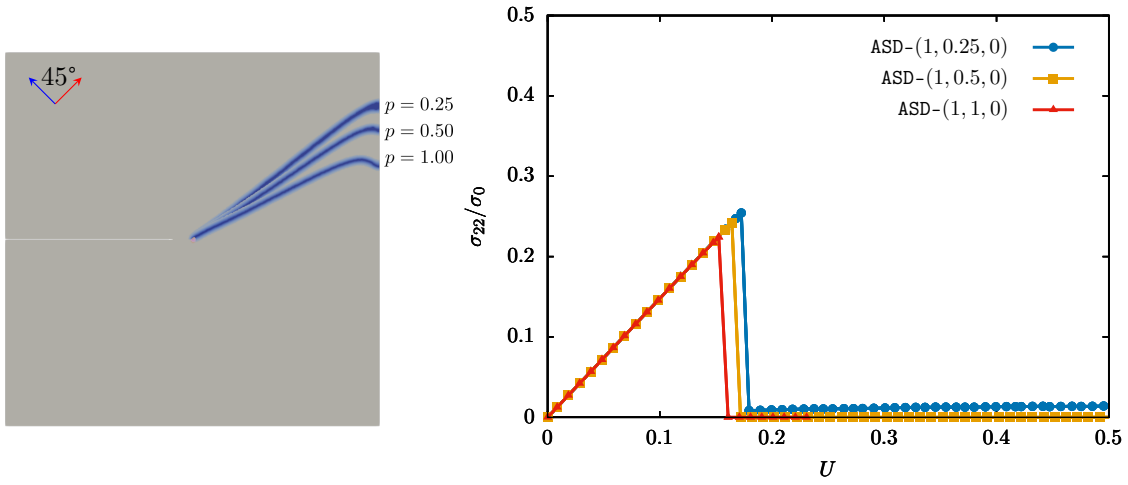 45°
p = 0.25
p = 0.50
p = 1.00
0.5
0.4
0.3
0.2
0.1
0
σ22/σ0
ASD-(1, 0.25, 0)
ASD-(1, 0.5, 0)
ASD-(1, 1, 0)
0 0.1 0.2 0.3 0.4 0.5
U